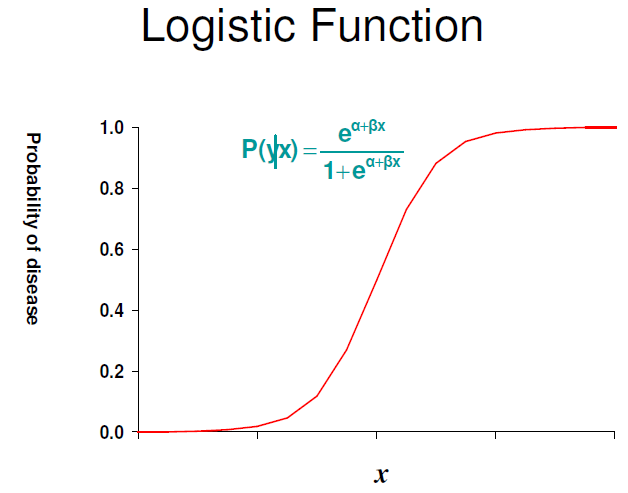 Logistic Function
Probability of disease
1.0
0.8
0.6
0.4
0.2
0.0
P(y|x) = e^α+βx / 1+e^α+βx
x